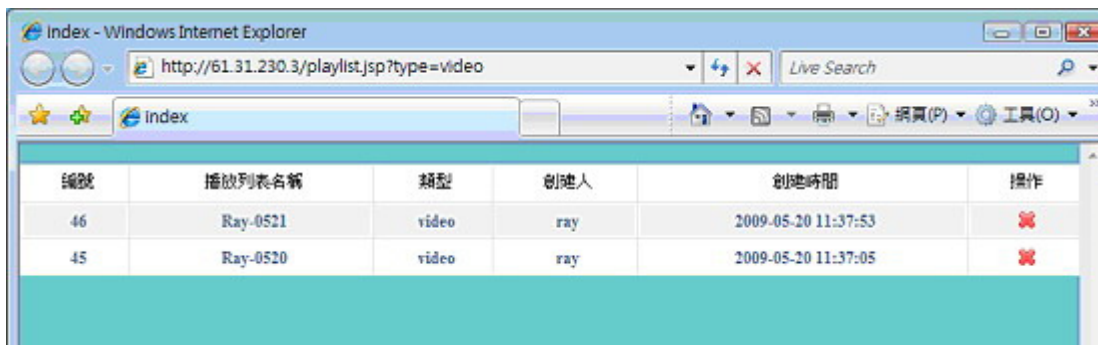 Index - Windows Internet Explorer
http://61.31.230.3/playlist.jsp?type=video
Live Search
Index
網頁(P)
工具(O)
編號 播放列表名稱 類型 創建人 創建時間 操作
46 Ray-0521 video ray 2009-05-20 11:37:53
45 Ray-0520 video ray 2009-05-20 11:37:05